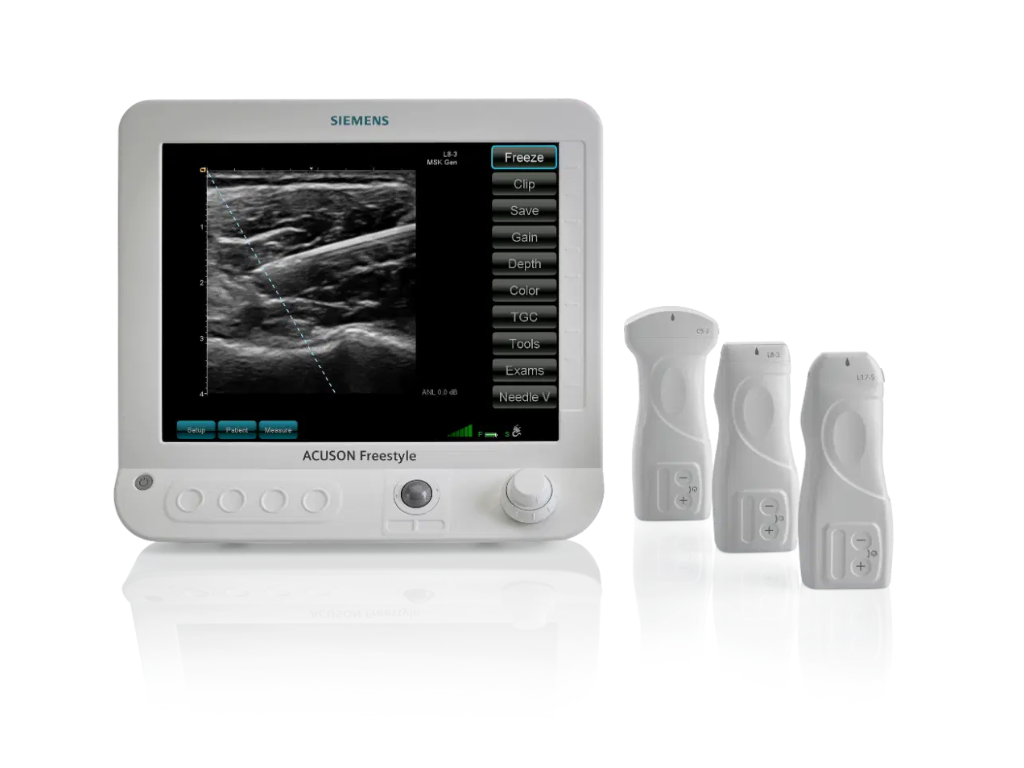 SIEMENS
L8-3
MSK Gen
1
2
3
4
ANL 0.0 dB
Freeze
Clip
Save
Gain
Depth
Color
TGC
Tools
Exams
Needle V
Setup
Patient
Measure
F
S
ACUSON Freestyle
C5-2
L8-3
L13-5